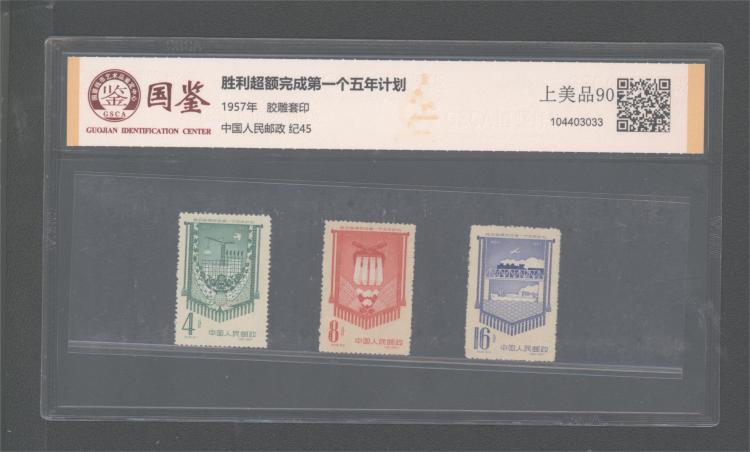 国鉴
GSCA
GUOJIAN IDENTIFICATION CENTER
胜利超额完成第一个五年计划
1957年 胶雕套印
中国人民邮政 纪45
上美品90
104403033
4分
中国人民邮政
8分
中国人民邮政
16分
中国人民邮政